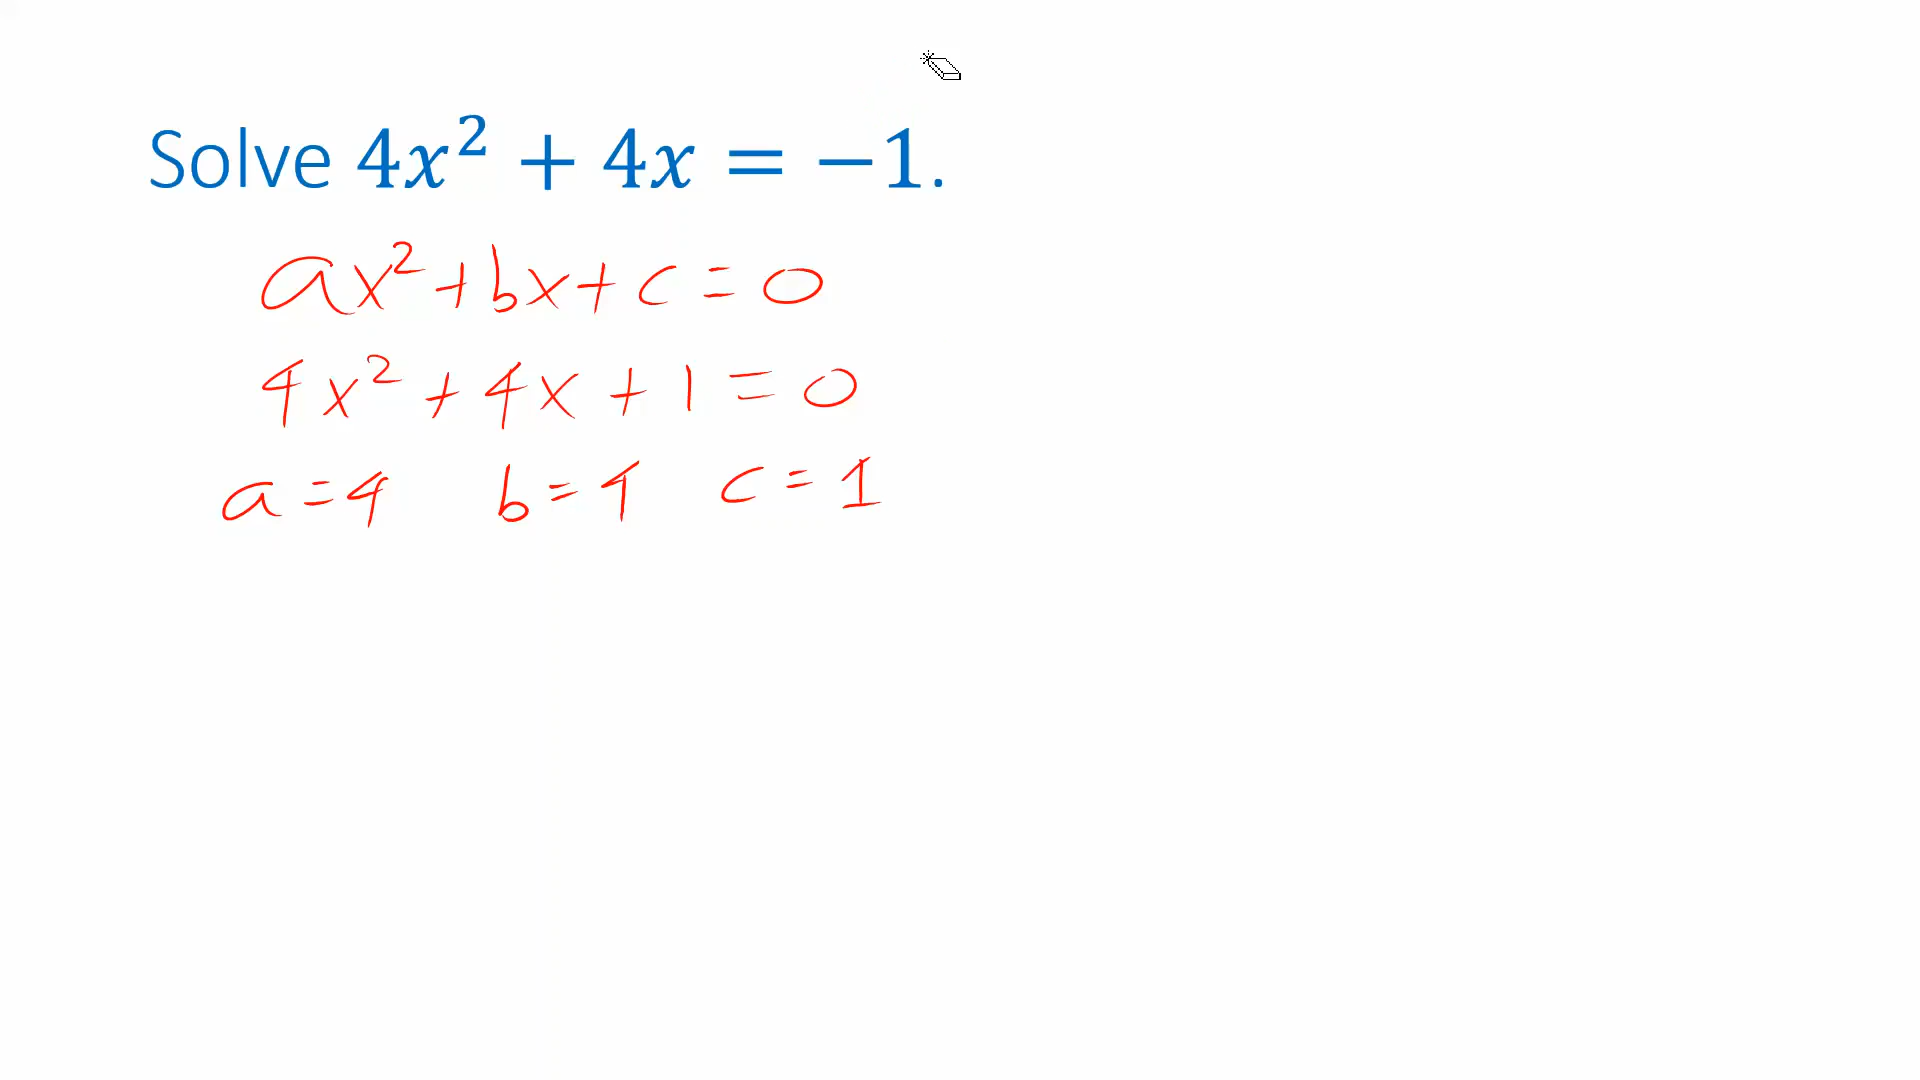 Solve 4x² + 4x = −1.
ax² + bx + c = 0
4x² + 4x + 1 = 0
a = 4 b = 4 c = 1